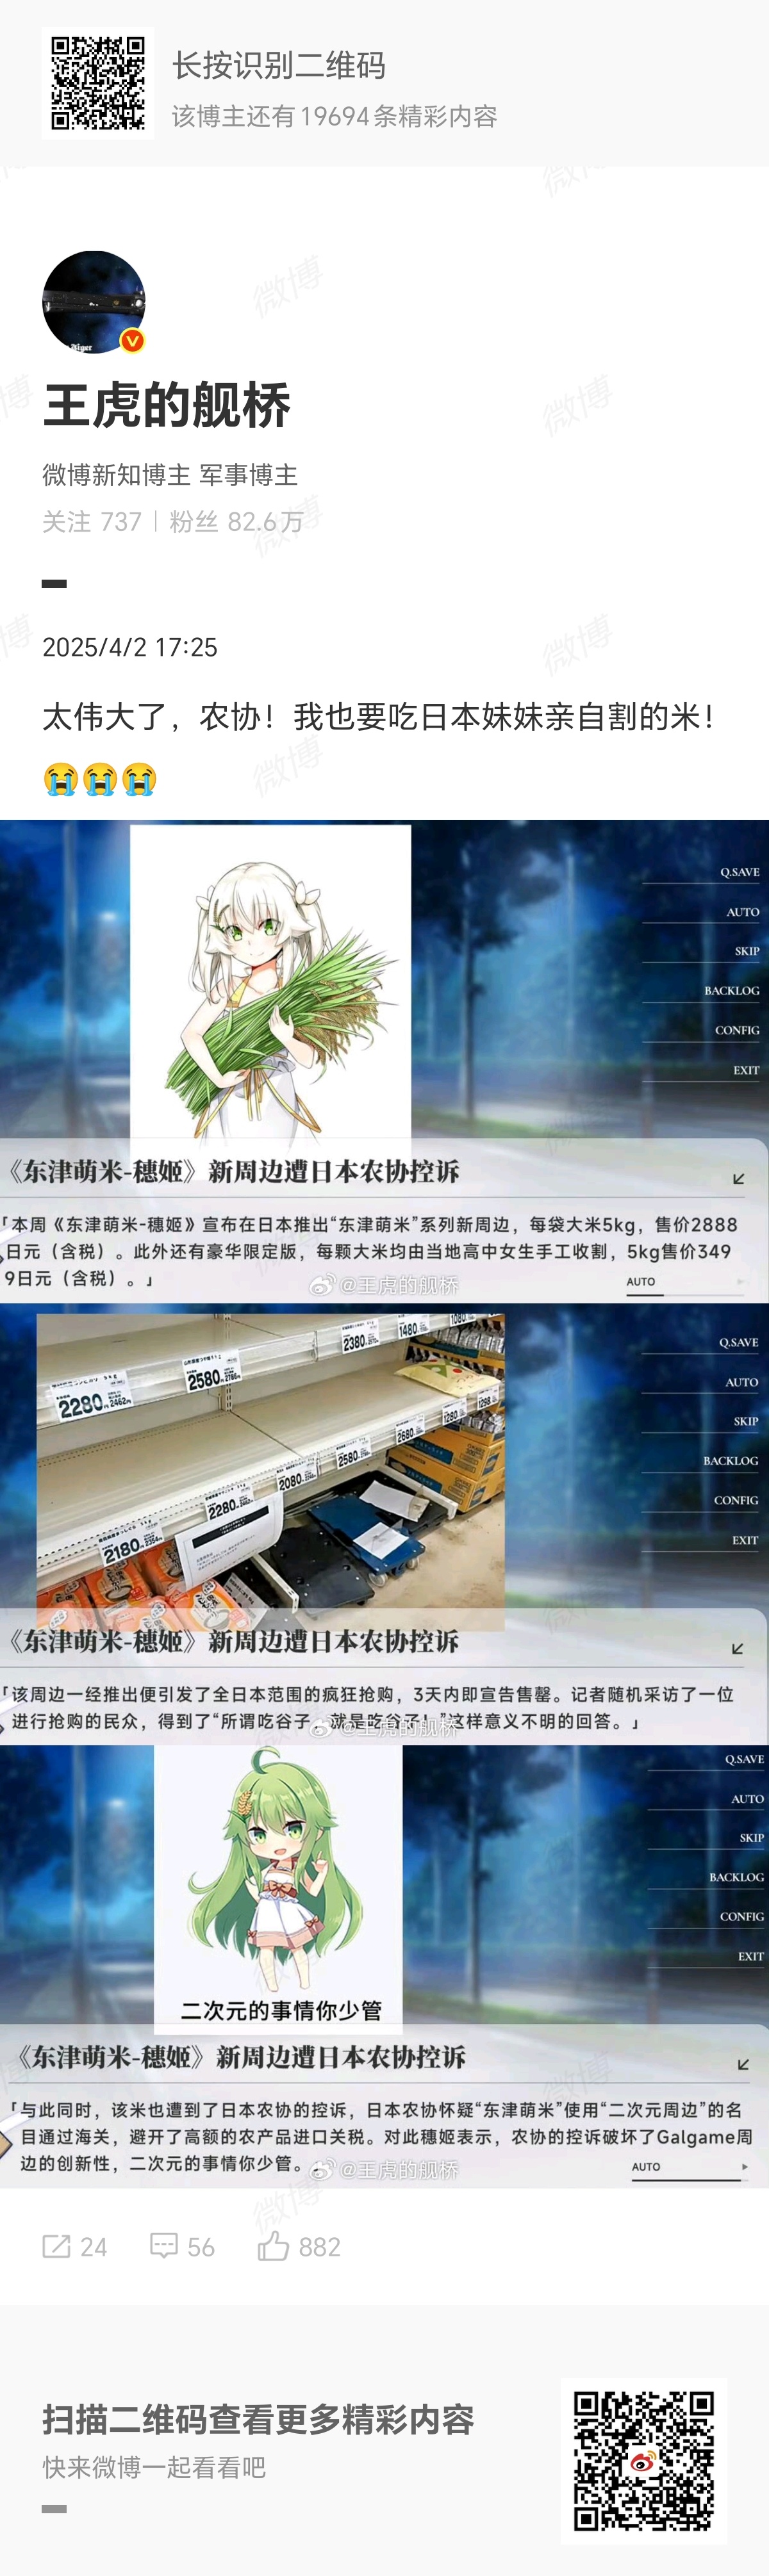 长按识别二维码
该博主还有19694条精彩内容
Tiger
王虎的舰桥
微博新知博主 军事博主
关注 737 | 粉丝 82.6万
2025/4/2 17:25
太伟大了，农协！我也要吃日本妹妹亲自割的米！
😭😭😭
Q.SAVE
AUTO
SKIP
BACKLOG
CONFIG
EXIT
《东津萌米-穗姬》新周边遭日本农协控诉
「本周《东津萌米-穗姬》宣布在日本推出“东津萌米”系列新周边，每袋大米5kg，售价2888
日元（含税）。此外还有豪华限定版，每颗大米均由当地高中女生手工收割，5kg售价349
9日元（含税）。」
AUTO
@王虎的舰桥
2380
1480
1080
2580
2280
2462
2680
1280
1298
2580
2080
2280
2180
2354
Q.SAVE
AUTO
SKIP
BACKLOG
CONFIG
EXIT
《东津萌米-穗姬》新周边遭日本农协控诉
「该周边一经推出便引发了全日本范围的疯狂抢购，3天内即宣告售罄。记者随机采访了一位
进行抢购的民众，得到了“所谓吃谷子，就是吃谷子！”这样意义不明的回答。」
@王虎的舰桥
Q.SAVE
AUTO
SKIP
BACKLOG
CONFIG
EXIT
二次元的事情你少管
《东津萌米-穗姬》新周边遭日本农协控诉
「与此同时，该米也遭到了日本农协的控诉，日本农协怀疑“东津萌米”使用“二次元周边”的名
目通过海关，避开了高额的农产品进口关税。对此穗姬表示，农协的控诉破坏了Galgame周
边的创新性，二次元的事情你少管。」
AUTO
@王虎的舰桥
24 56 882
扫描二维码查看更多精彩内容
快来微博一起看看吧
微博